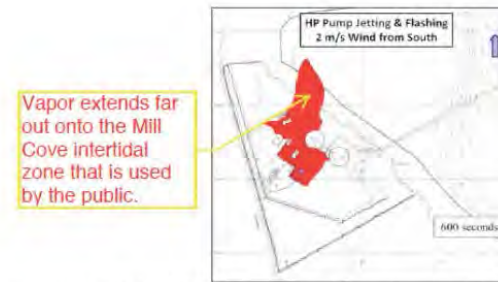 HP Pump Jetting & Flashing
2 m/s Wind from South
Vapor extends far
out onto the Mill
Cove intertidal
zone that is used
by the public.
600 seconds